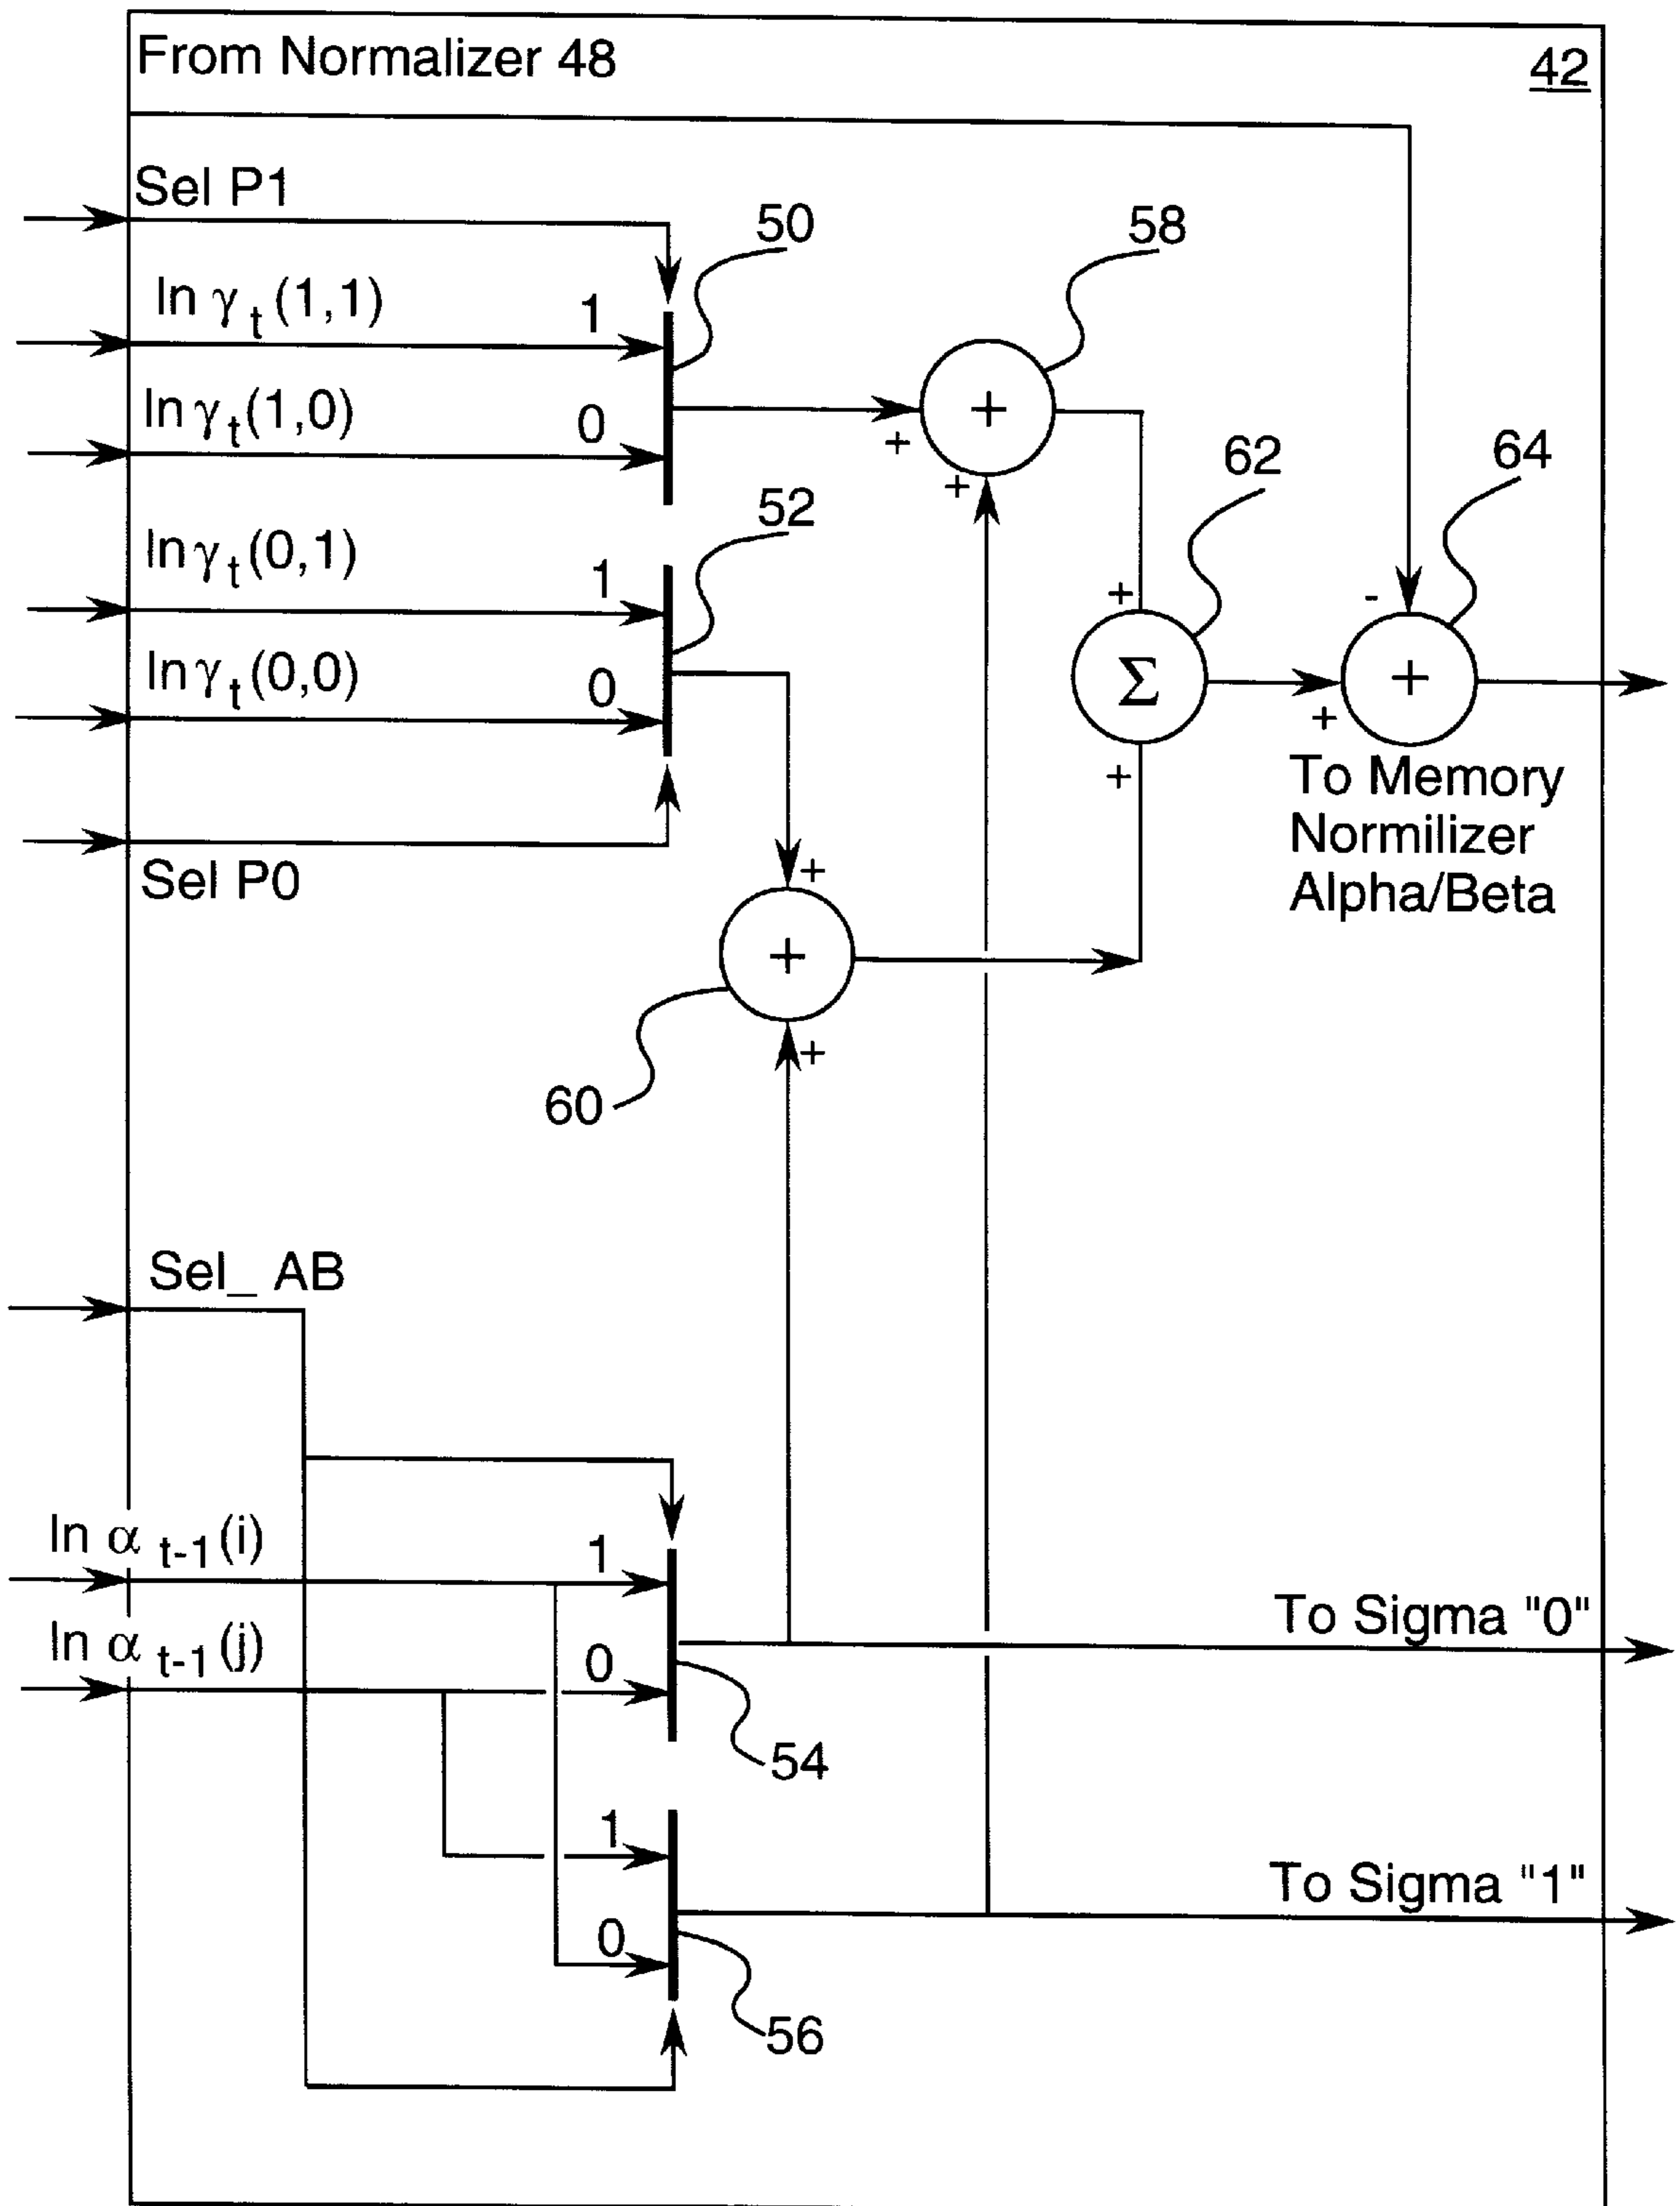 From Normalizer 48
42
Sel P1
50
58
ln γ t (1,1)
1
ln γ t (1,0)
0
+
+
+
62
64
52
ln γ t (0,1)
1
+
-
ln γ t (0,0)
0
Σ
+
+
+
To Memory
Normilizer
Alpha/Beta
Sel P0
+
+
+
60
Sel_ AB
ln α t-1 (i)
1
To Sigma "0"
ln α t-1 (j)
0
54
1
To Sigma "1"
0
56